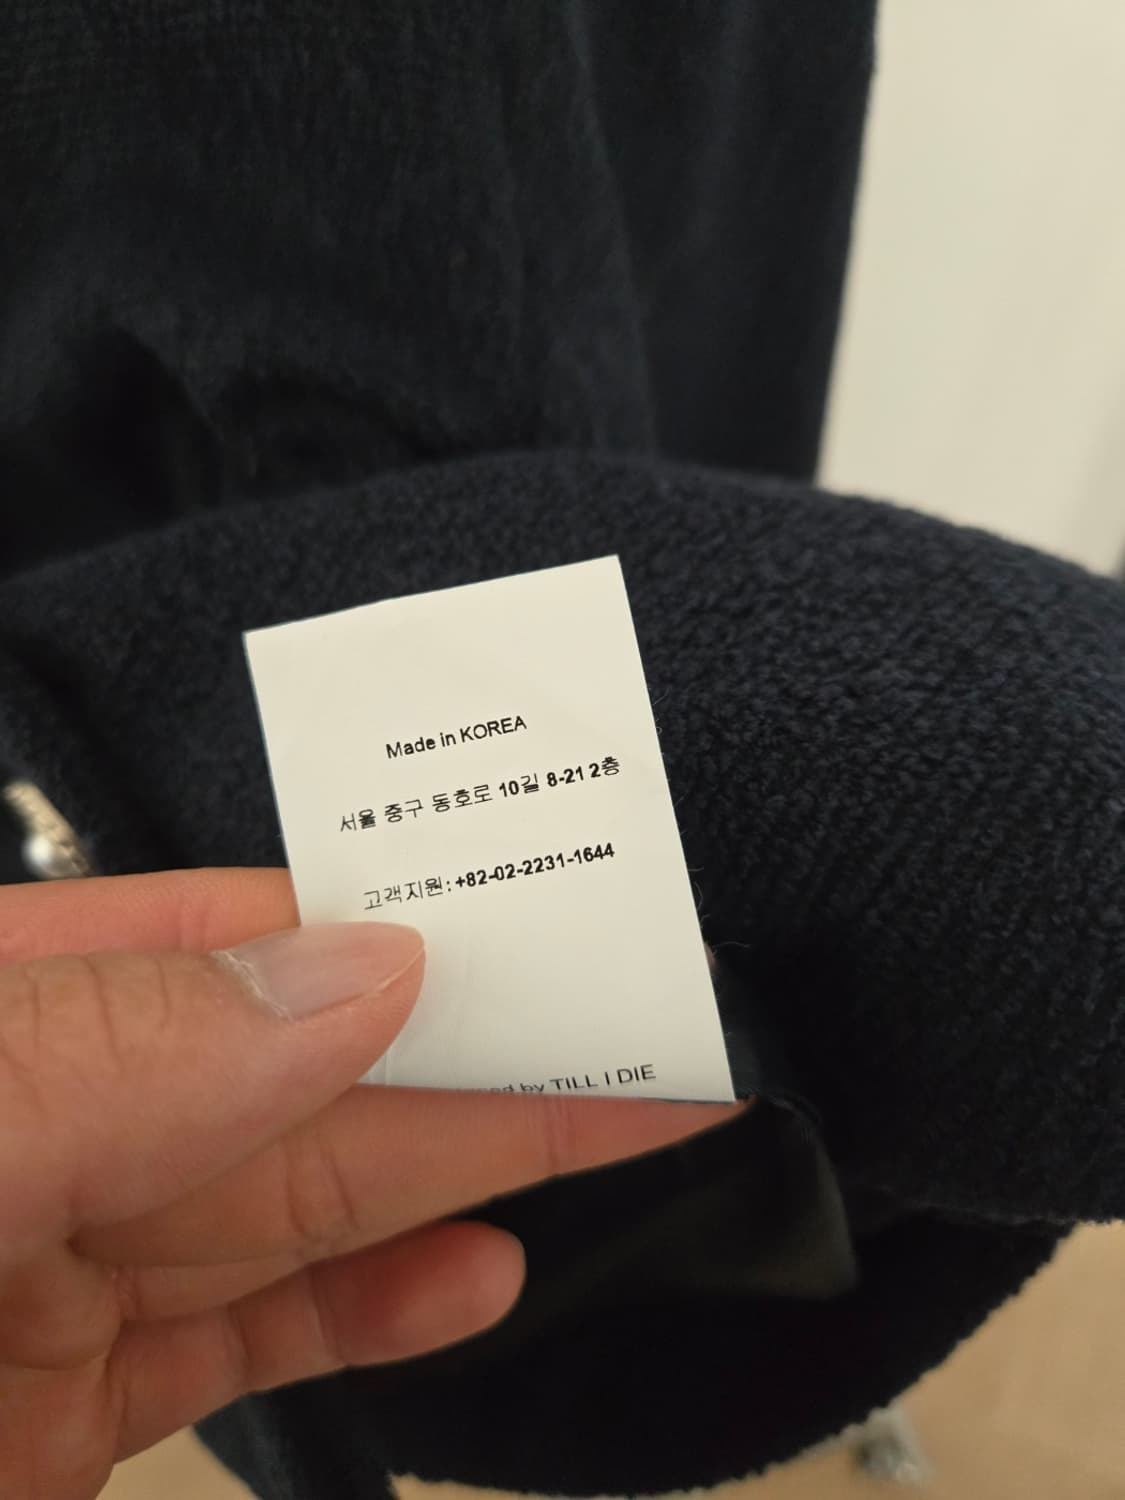 Made in KOREA
서울 중구 동호로 10길 8-21 2층
고객지원: +82-02-2231-1644
by TILL I DIE